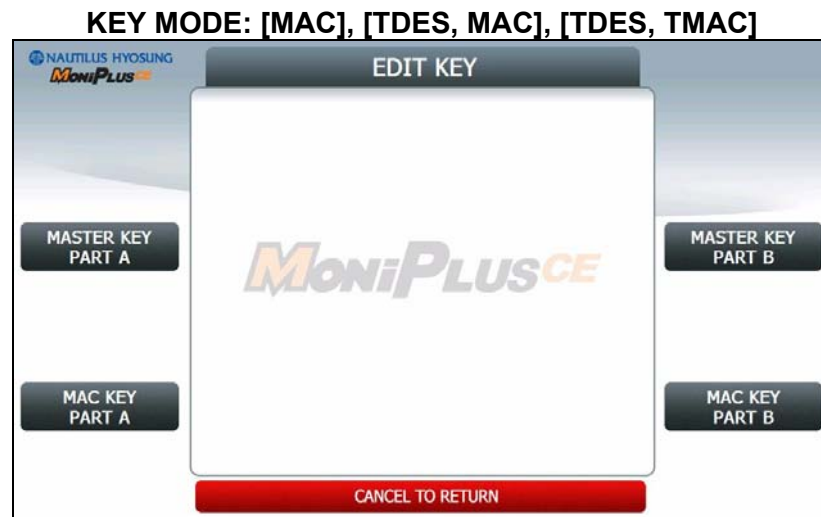 KEY MODE: [MAC], [TDES, MAC], [TDES, TMAC]
NAUTILUS HYOSUNG
MoniPlusCE
EDIT KEY
MASTER KEY
PART A
MoniPlusCE
MASTER KEY
PART B
MAC KEY
PART A
MAC KEY
PART B
CANCEL TO RETURN